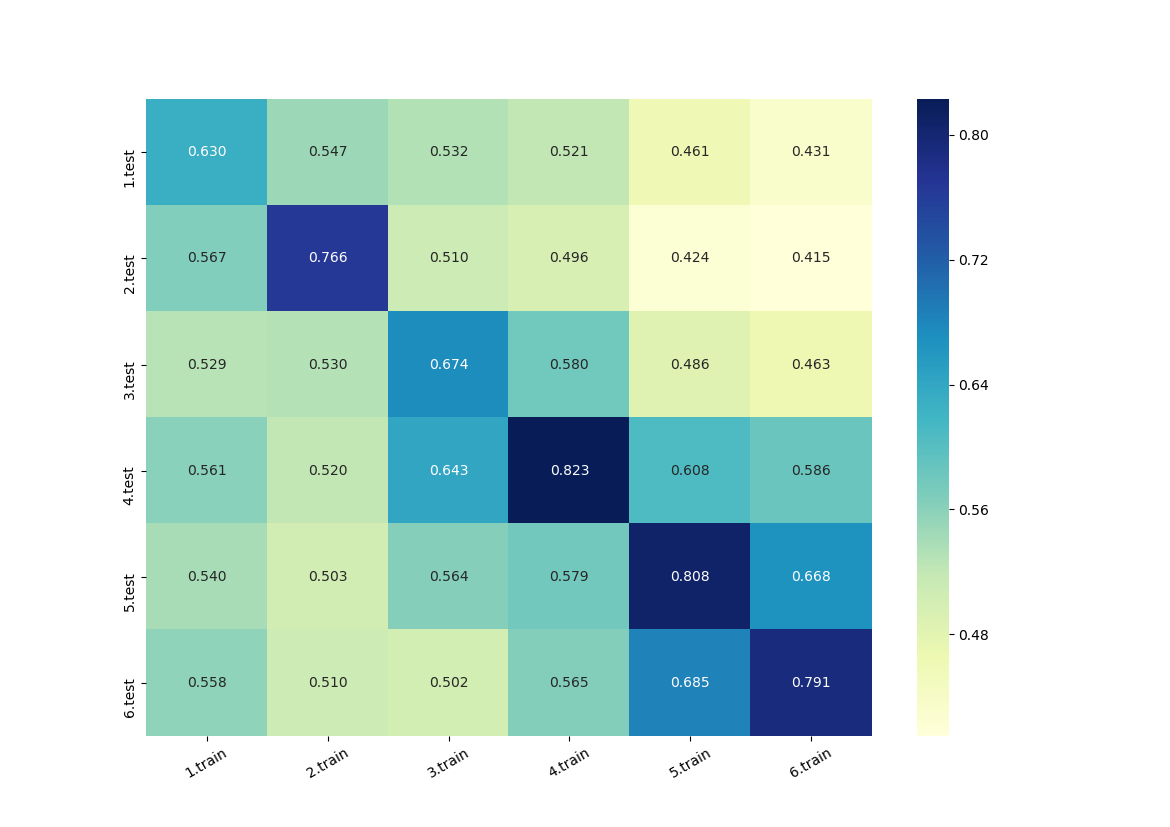 1.test 0.630 0.547 0.532 0.521 0.461 0.431
2.test 0.567 0.766 0.510 0.496 0.424 0.415
3.test 0.529 0.530 0.674 0.580 0.486 0.463
4.test 0.561 0.520 0.643 0.823 0.608 0.586
5.test 0.540 0.503 0.564 0.579 0.808 0.668
6.test 0.558 0.510 0.502 0.565 0.685 0.791
1.train 2.train 3.train 4.train 5.train 6.train
0.80
0.72
0.64
0.56
0.48